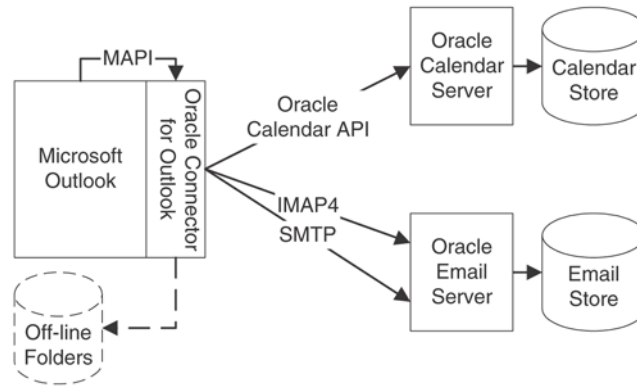 MAPI
Microsoft
Outlook
Oracle Connector
for Outlook
Off-line
Folders
Oracle
Calendar API
IMAP4
SMTP
Oracle
Calendar
Server
Calendar
Store
Oracle
Email
Server
Email
Store